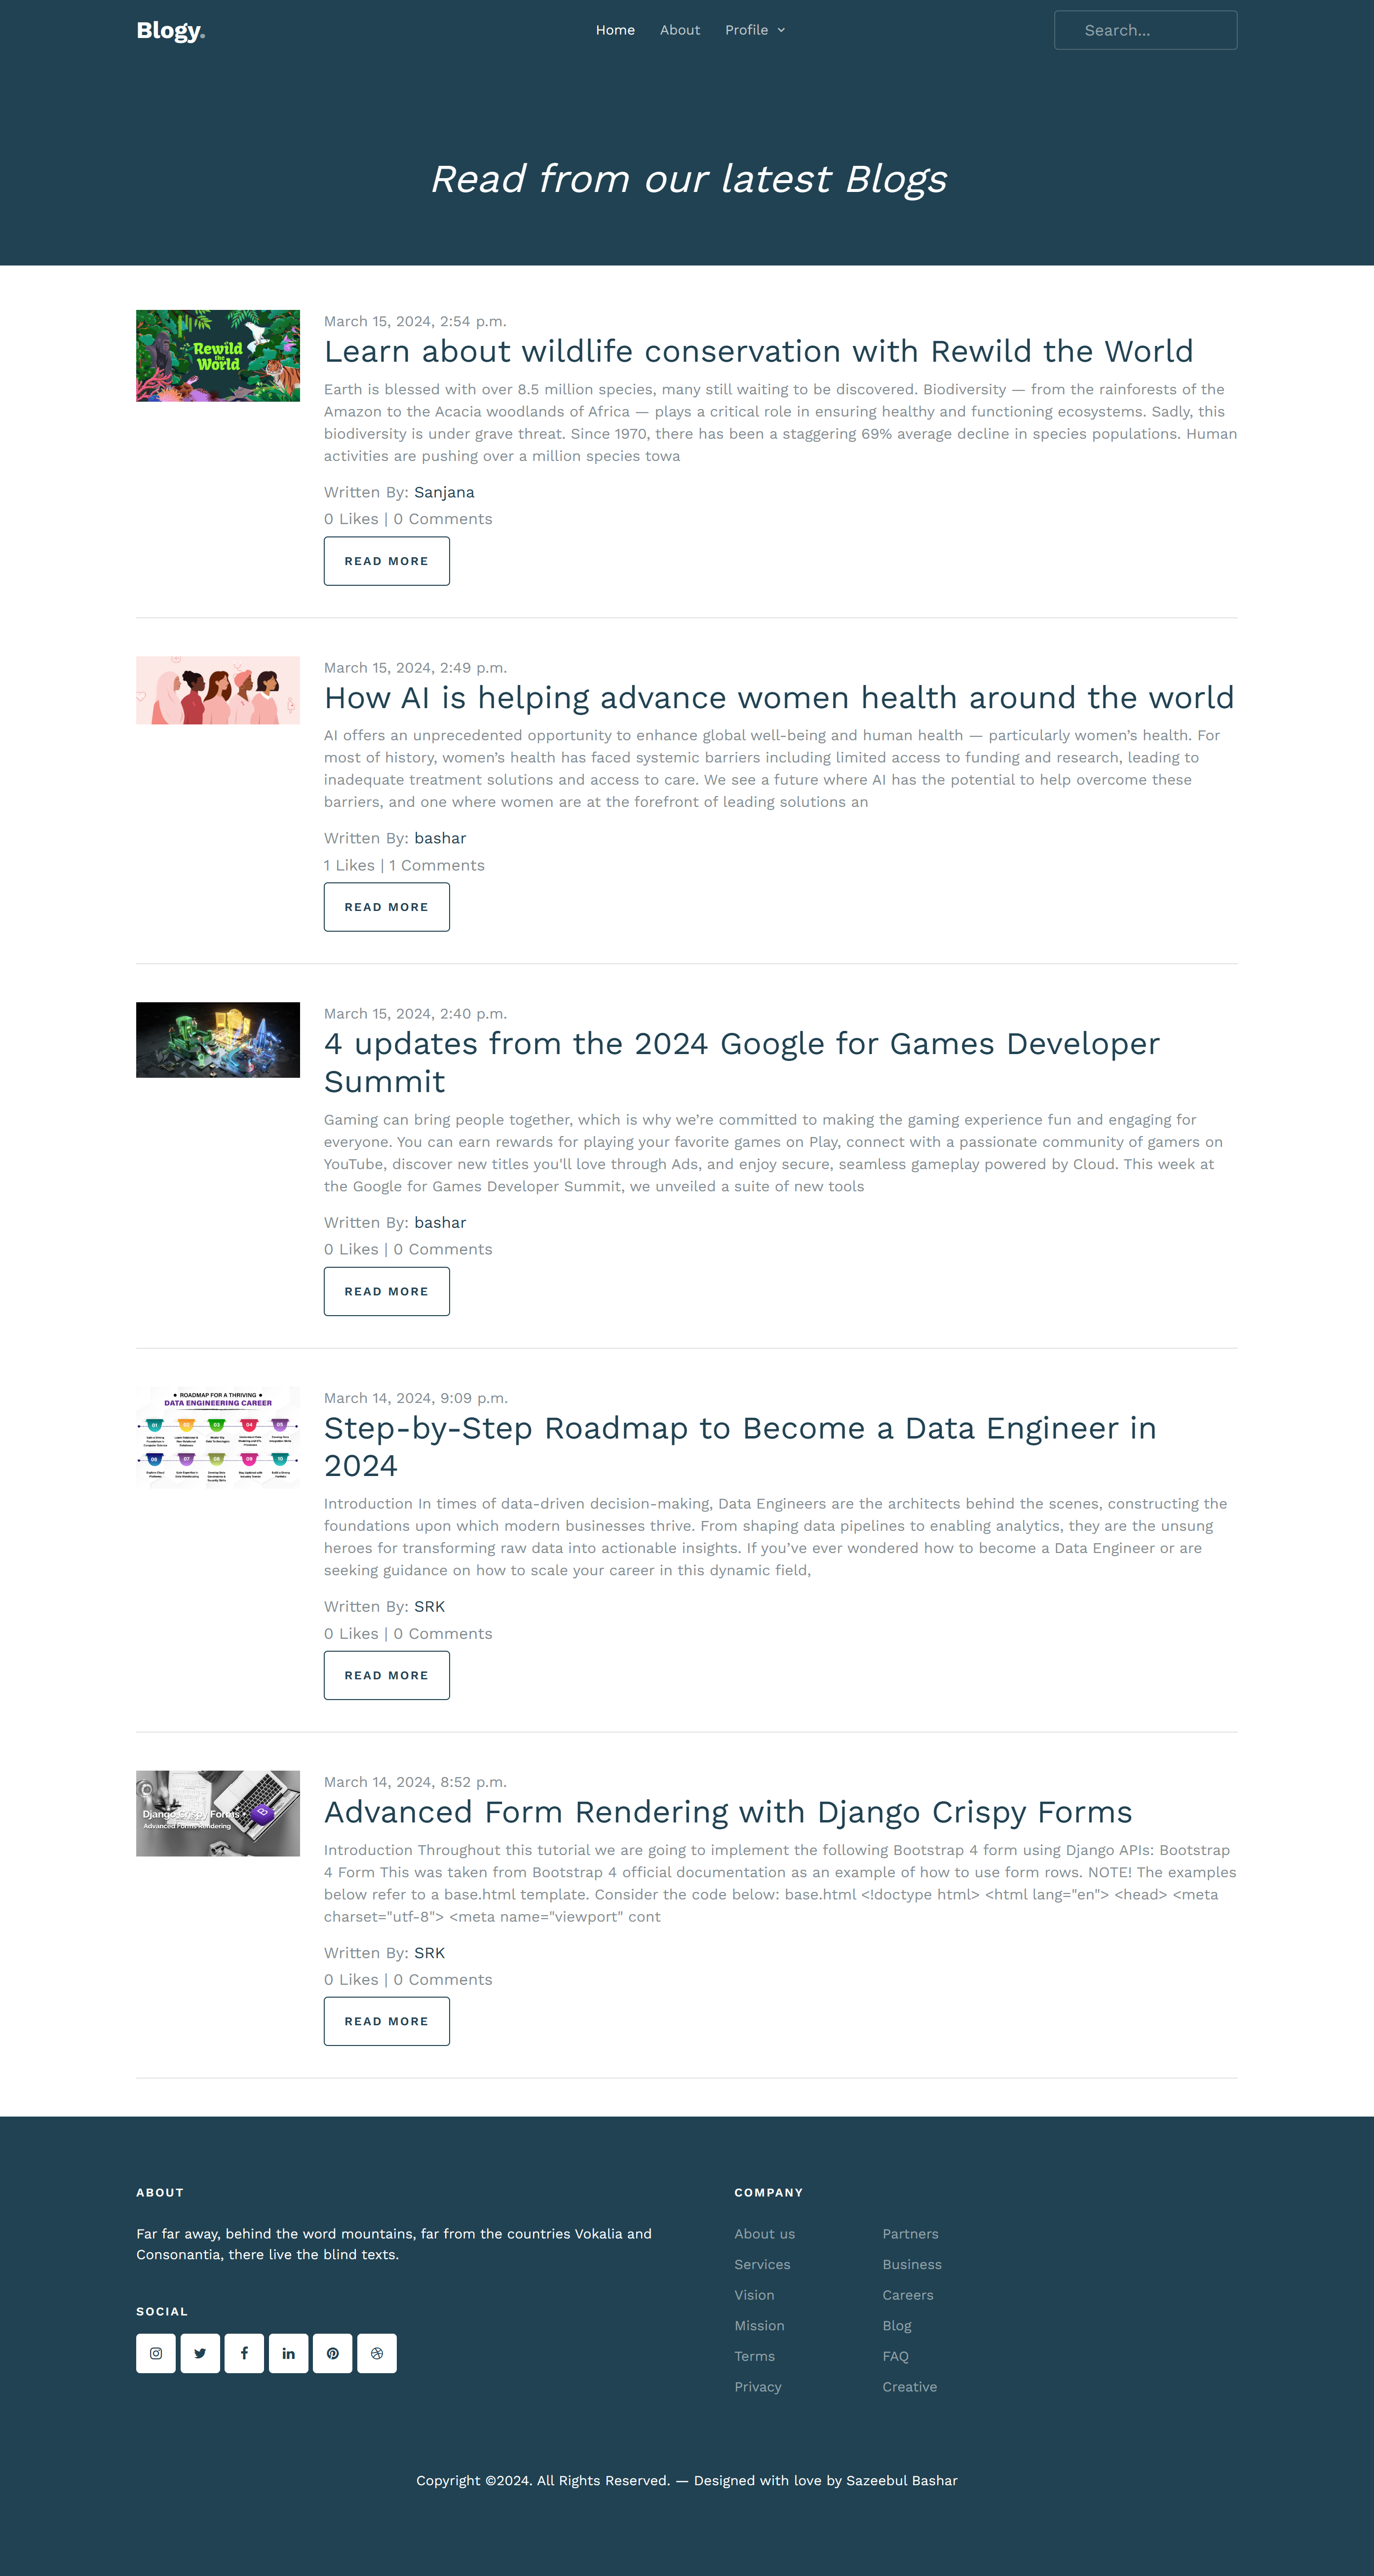 Blogy.
Home About Profile
Search...
Read from our latest Blogs
Rewild
the
World
March 15, 2024, 2:54 p.m.
Learn about wildlife conservation with Rewild the World
Earth is blessed with over 8.5 million species, many still waiting to be discovered. Biodiversity — from the rainforests of the
Amazon to the Acacia woodlands of Africa — plays a critical role in ensuring healthy and functioning ecosystems. Sadly, this
biodiversity is under grave threat. Since 1970, there has been a staggering 69% average decline in species populations. Human
activities are pushing over a million species towa
Written By: Sanjana
0 Likes | 0 Comments
READ MORE
March 15, 2024, 2:49 p.m.
How AI is helping advance women health around the world
AI offers an unprecedented opportunity to enhance global well-being and human health — particularly women’s health. For
most of history, women’s health has faced systemic barriers including limited access to funding and research, leading to
inadequate treatment solutions and access to care. We see a future where AI has the potential to help overcome these
barriers, and one where women are at the forefront of leading solutions an
Written By: bashar
1 Likes | 1 Comments
READ MORE
March 15, 2024, 2:40 p.m.
4 updates from the 2024 Google for Games Developer
Summit
Gaming can bring people together, which is why we’re committed to making the gaming experience fun and engaging for
everyone. You can earn rewards for playing your favorite games on Play, connect with a passionate community of gamers on
YouTube, discover new titles you'll love through Ads, and enjoy secure, seamless gameplay powered by Cloud. This week at
the Google for Games Developer Summit, we unveiled a suite of new tools
Written By: bashar
0 Likes | 0 Comments
READ MORE
• ROADMAP FOR A THRIVING •
DATA ENGINEERING CAREER
01 02 03 04 05
06 07 08 09 10
March 14, 2024, 9:09 p.m.
Step-by-Step Roadmap to Become a Data Engineer in
2024
Introduction In times of data-driven decision-making, Data Engineers are the architects behind the scenes, constructing the
foundations upon which modern businesses thrive. From shaping data pipelines to enabling analytics, they are the unsung
heroes for transforming raw data into actionable insights. If you’ve ever wondered how to become a Data Engineer or are
seeking guidance on how to scale your career in this dynamic field,
Written By: SRK
0 Likes | 0 Comments
READ MORE
Django Crispy Forms
Advanced Forms Rendering
March 14, 2024, 8:52 p.m.
Advanced Form Rendering with Django Crispy Forms
Introduction Throughout this tutorial we are going to implement the following Bootstrap 4 form using Django APIs: Bootstrap
4 Form This was taken from Bootstrap 4 official documentation as an example of how to use form rows. NOTE! The examples
below refer to a base.html template. Consider the code below: base.html <!doctype html> <html lang="en"> <head> <meta
charset="utf-8"> <meta name="viewport" cont
Written By: SRK
0 Likes | 0 Comments
READ MORE
ABOUT
Far far away, behind the word mountains, far from the countries Vokalia and
Consonantia, there live the blind texts.
SOCIAL
COMPANY
About us Partners
Services Business
Vision Careers
Mission Blog
Terms FAQ
Privacy Creative
Copyright ©2024. All Rights Reserved. — Designed with love by Sazeebul Bashar